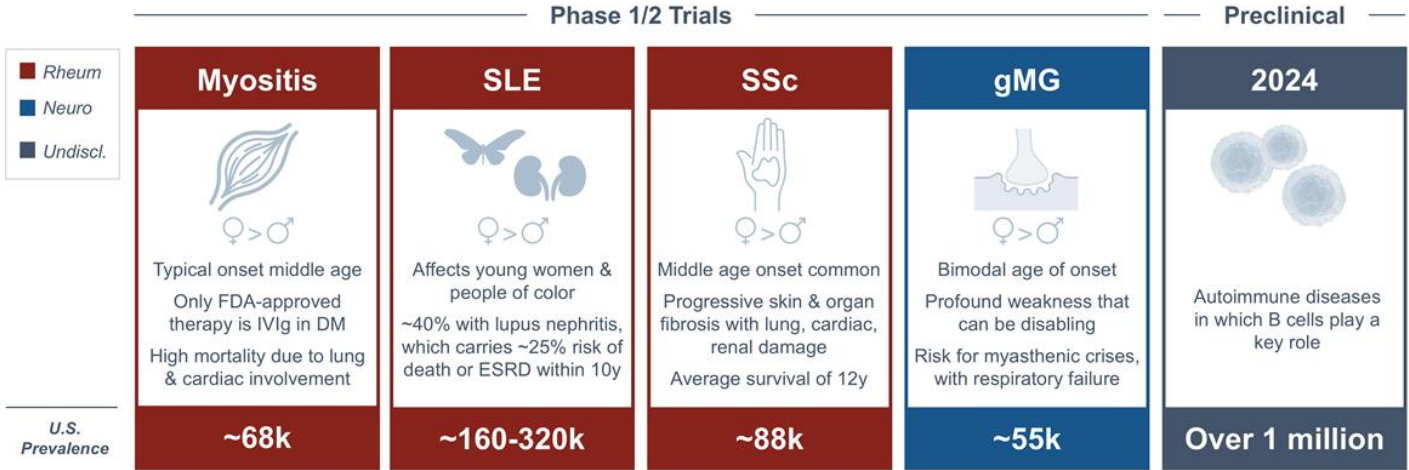 Phase 1/2 Trials
Preclinical
Rheum
Neuro
Undiscl.
Myositis
Typical onset middle age
Only FDA-approved
therapy is IVIg in DM
High mortality due to lung
& cardiac involvement
SLE
Affects young women &
people of color
~40% with lupus nephritis,
which carries ~25% risk of
death or ESRD within 10y
SSc
Middle age onset common
Progressive skin & organ
fibrosis with lung, cardiac,
renal damage
Average survival of 12y
gMG
Bimodal age of onset
Profound weakness that
can be disabling
Risk for myasthenic crises,
with respiratory failure
2024
Autoimmune diseases
in which B cells play a
key role
U.S.
Prevalence
~68k
~160-320k
~88k
~55k
Over 1 million